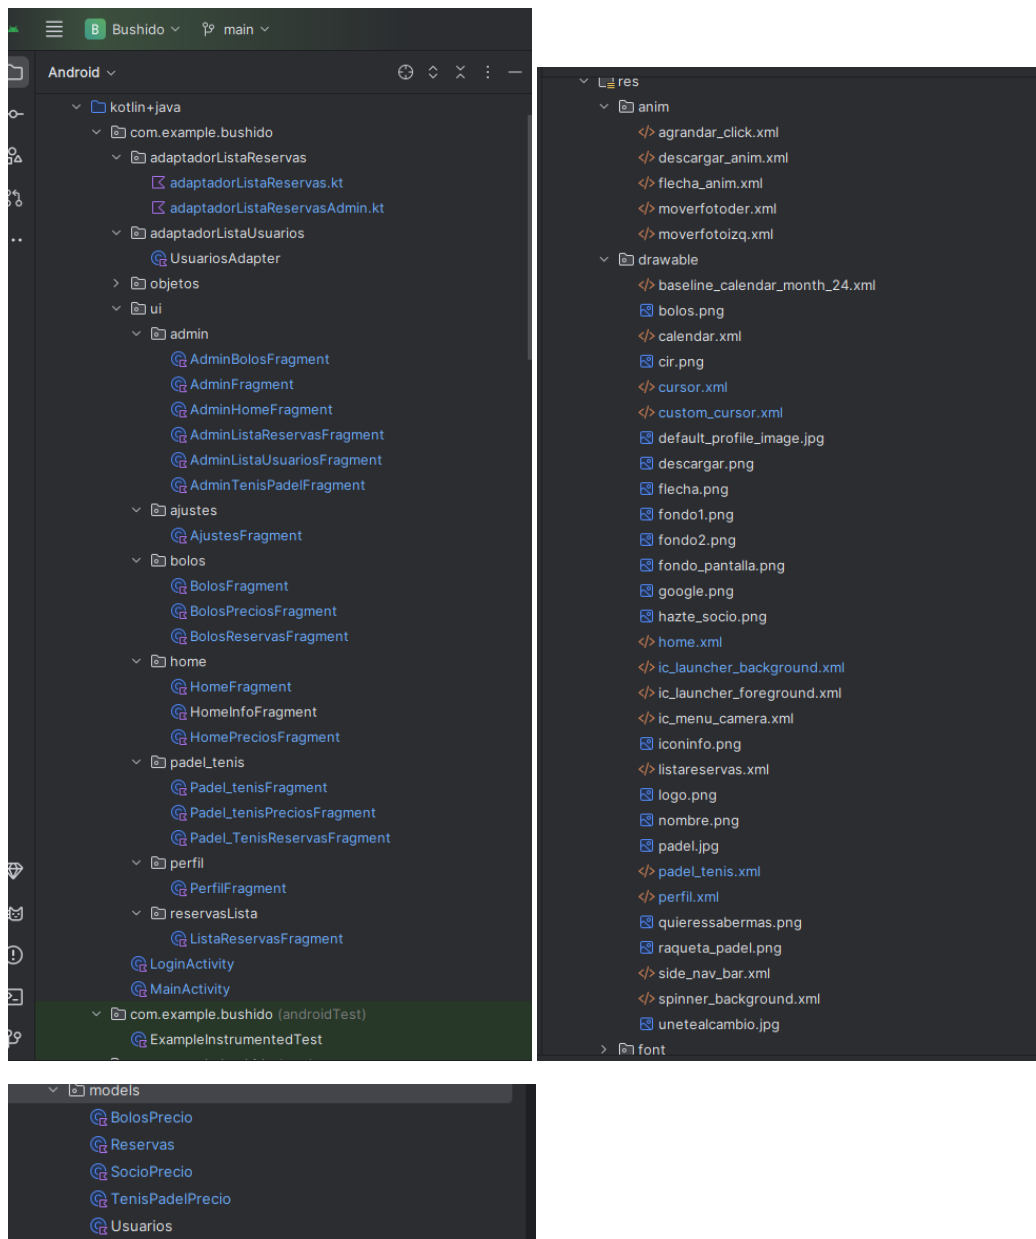 B Bushido main
Android
kotlin+java
com.example.bushido
adaptadorListaReservas
adaptadorListaReservas.kt
adaptadorListaReservasAdmin.kt
adaptadorListaUsuarios
UsuariosAdapter
objetos
ui
admin
AdminBolosFragment
AdminFragment
AdminHomeFragment
AdminListaReservasFragment
AdminListaUsuariosFragment
AdminTenisPadelFragment
ajustes
AjustesFragment
bolos
BolosFragment
BolosPreciosFragment
BolosReservasFragment
home
HomeFragment
HomeInfoFragment
HomePreciosFragment
padel_tenis
Padel_tenisFragment
Padel_tenisPreciosFragment
Padel_TenisReservasFragment
perfil
PerfilFragment
reservasLista
ListaReservasFragment
LoginActivity
MainActivity
com.example.bushido (androidTest)
ExampleInstrumentedTest
res
anim
agrandar_click.xml
descargar_anim.xml
flecha_anim.xml
moverfotoder.xml
moverfotoizq.xml
drawable
baseline_calendar_month_24.xml
bolos.png
calendar.xml
cir.png
cursor.xml
custom_cursor.xml
default_profile_image.jpg
descargar.png
flecha.png
fondo1.png
fondo2.png
fondo_pantalla.png
google.png
hazte_socio.png
home.xml
ic_launcher_background.xml
ic_launcher_foreground.xml
ic_menu_camera.xml
iconinfo.png
listareservas.xml
logo.png
nombre.png
padel.jpg
padel_tenis.xml
perfil.xml
quieressabermas.png
raqueta_padel.png
side_nav_bar.xml
spinner_background.xml
unetealcambio.jpg
font
models
BolosPrecio
Reservas
SocioPrecio
TenisPadelPrecio
Usuarios